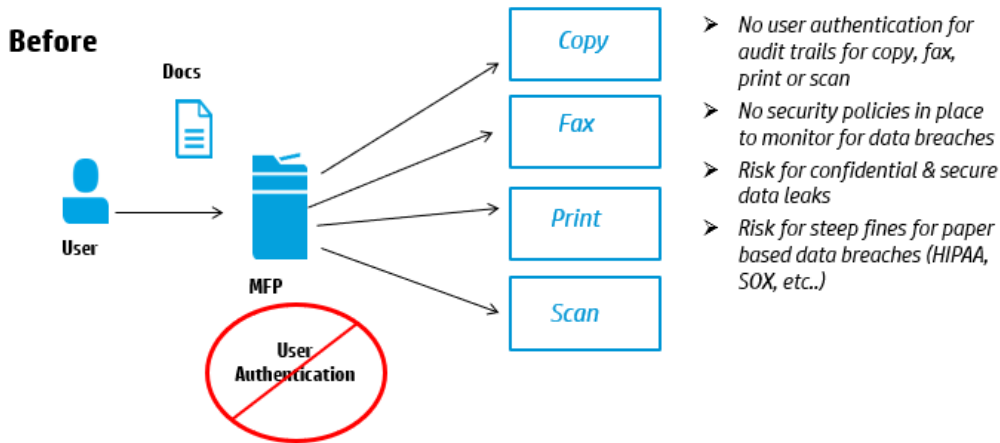 Before
Docs
User
MFP
User
Authentication
Copy
Fax
Print
Scan
➤ No user authentication for
audit trails for copy, fax,
print or scan
➤ No security policies in place
to monitor for data breaches
➤ Risk for confidential & secure
data leaks
➤ Risk for steep fines for paper
based data breaches (HIPAA,
SOX, etc..)